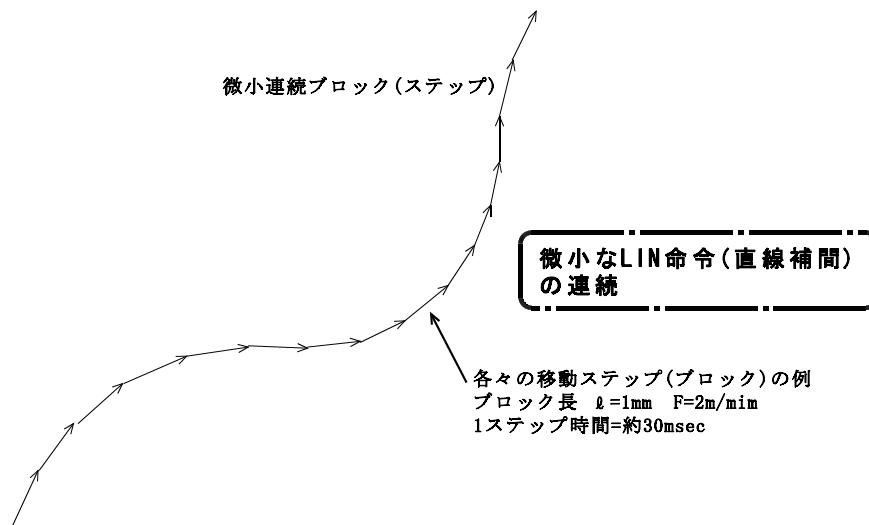 微小連続ブロック(ステップ)
微小なLIN命令(直線補間)
の連続
各々の移動ステップ(ブロック)の例
ブロック長 ℓ=1mm F=2m/mim
1ステップ時間=約30msec